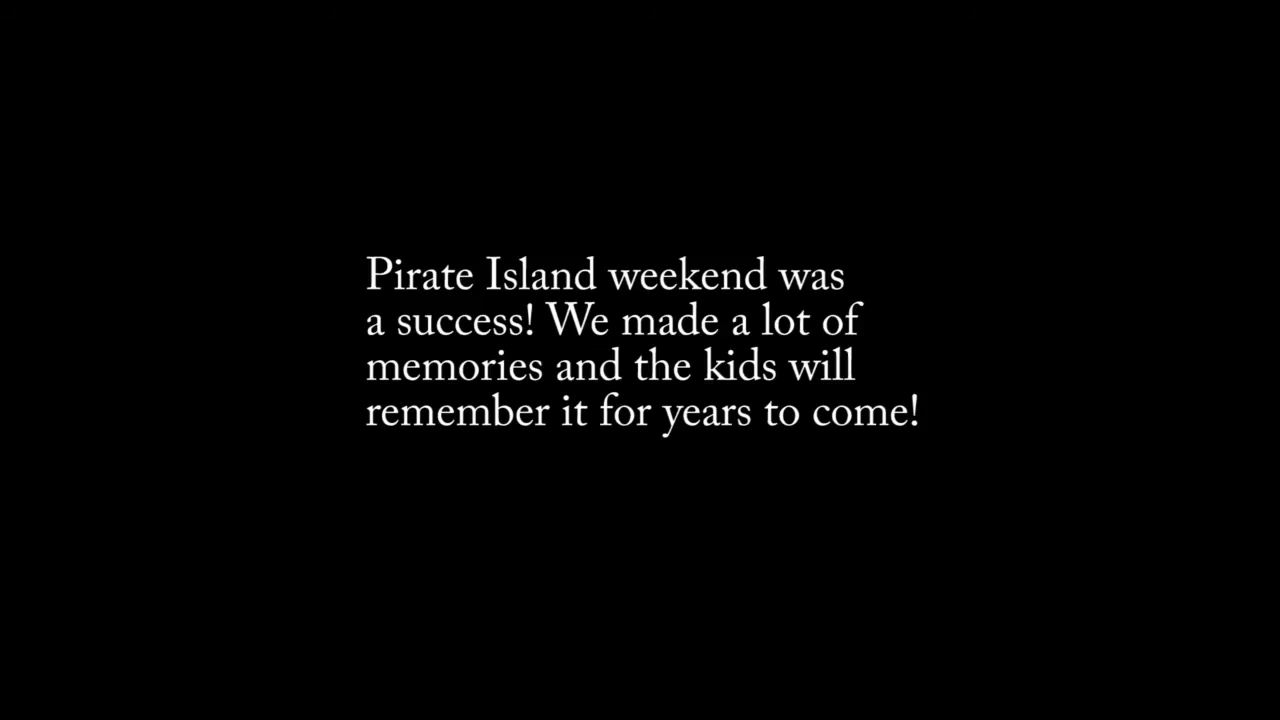 Pirate Island weekend was
a success! We made a lot of
memories and the kids will
remember it for years to come!